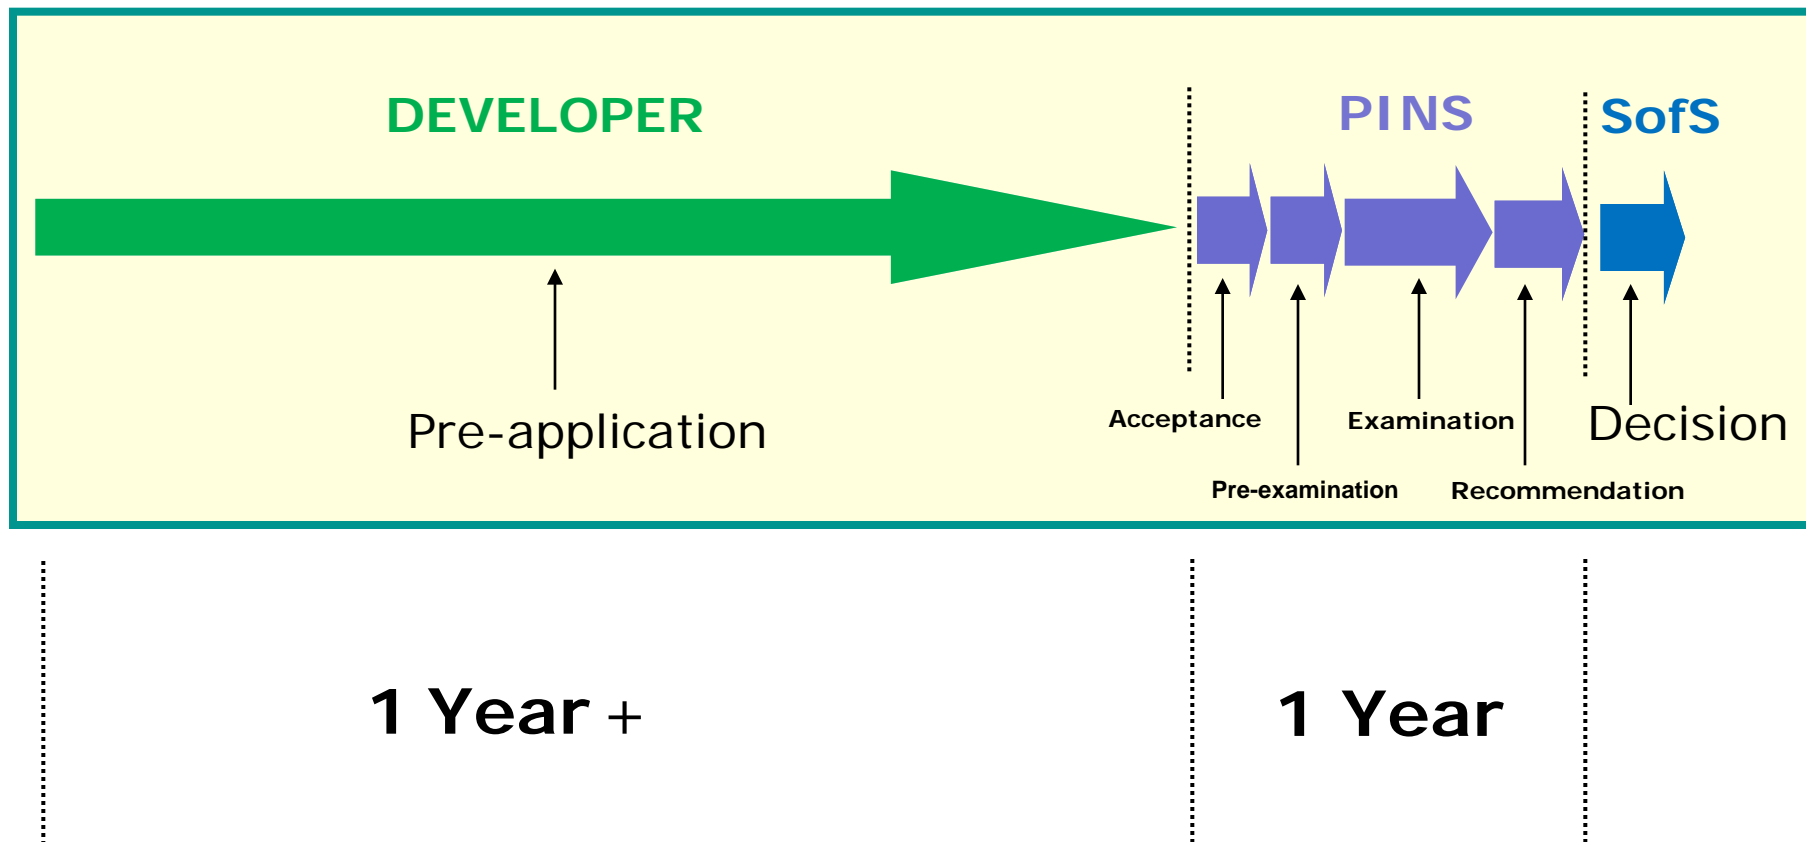 DEVELOPER
PINS
SofS
Pre-application
Acceptance
Examination
Decision
Pre-examination
Recommendation
1 Year +
1 Year